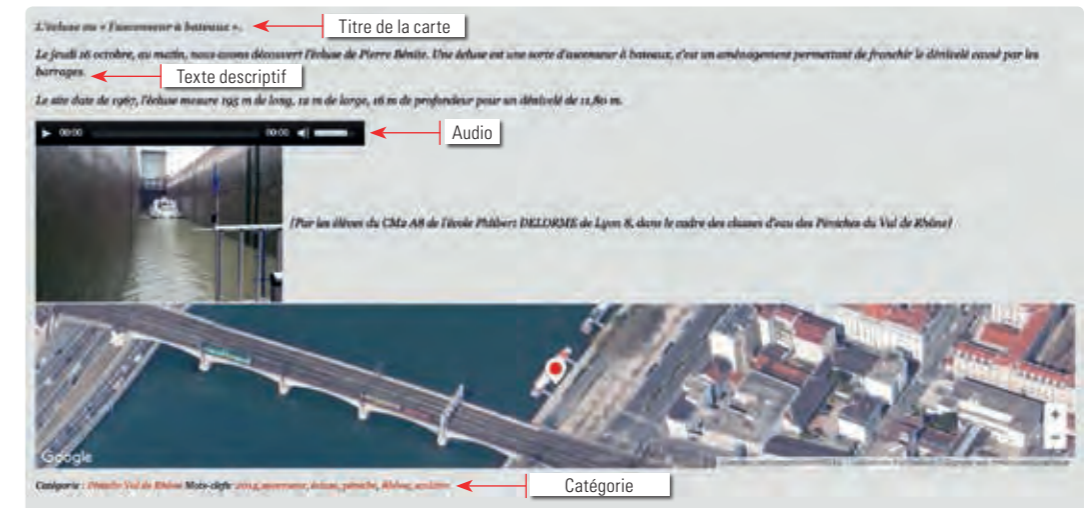 L'écluse ou « l'ascenseur à bateaux ».
Titre de la carte
Le jeudi 16 octobre, au matin, nous avons découvert l'écluse de Pierre Bénite. Une écluse est une sorte d'ascenseur à bateaux, c'est un aménagement permettant de franchir le dénivelé causé par les
barrages.
Texte descriptif
Le site date de 1967, l'écluse mesure 195 m de long, 12 m de large, 16 m de profondeur pour un dénivelé de 11,80 m.
00:00 00:00
Audio
[Par les élèves du CM2 A8 de l'école Philibert DELORME de Lyon 8, dans le cadre des classes d'eau des Péniches du Val de Rhône]
Google
Catégorie : Péniche Val de Rhône Mots-clefs : 2014, ascenseur, écluse, péniche, Rhône, scolaire
Catégorie